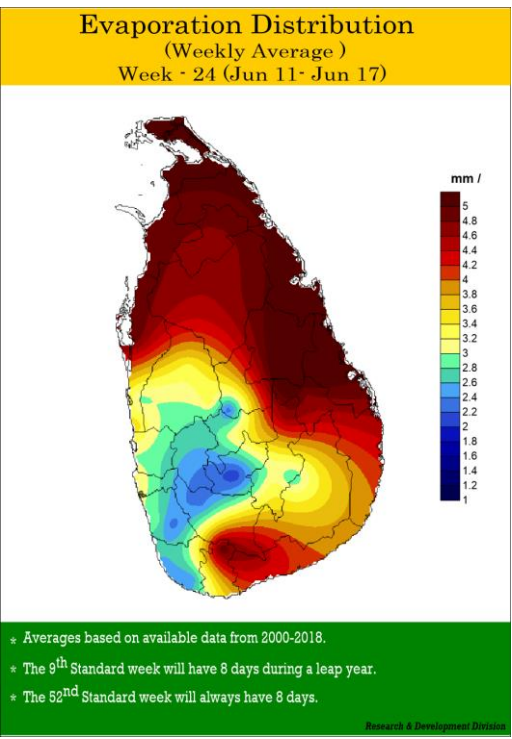 Evaporation Distribution
(Weekly Average )
Week - 24 (Jun 11- Jun 17)
mm /
5
4.8
4.6
4.4
4.2
4
3.8
3.6
3.4
3.2
3
2.8
2.6
2.4
2.2
2
1.8
1.6
1.4
1.2
1
* Averages based on available data from 2000-2018.
* The 9th Standard week will have 8 days during a leap year.
* The 52nd Standard week will always have 8 days.
Research & Development Division